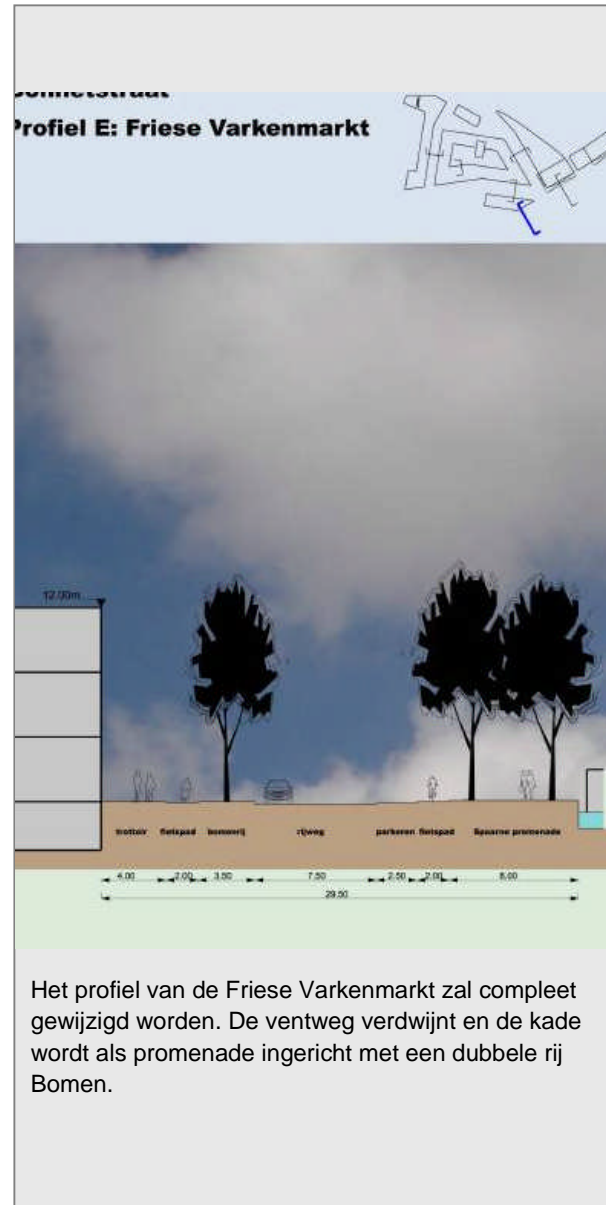 Profiel E: Friese Varkenmarkt
12.00m
trottoir fietspad bomenrij rijweg parkeren fietspad Spaarne promenade
4.00 2.00 3.50 7.50 2.50 2.00 8.00
29.50
Het profiel van de Friese Varkenmarkt zal compleet
gewijzigd worden. De ventweg verdwijnt en de kade
wordt als promenade ingericht met een dubbele rij
Bomen.